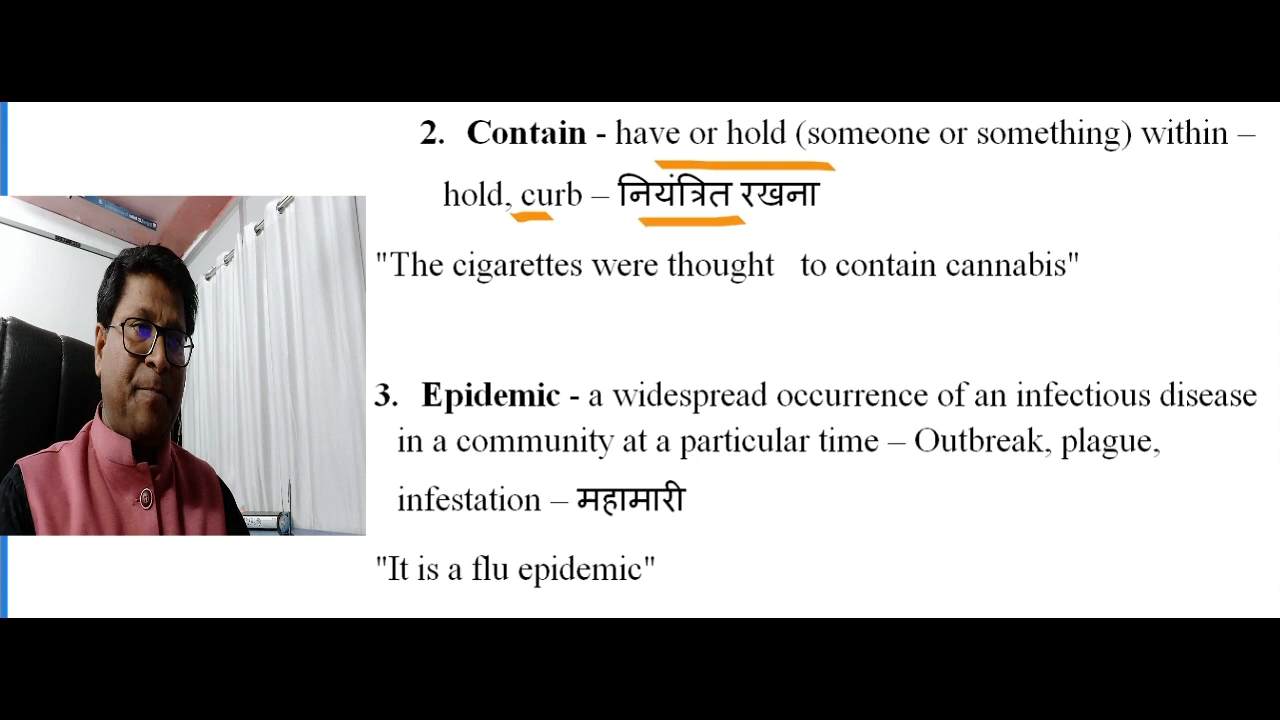 2. Contain - have or hold (someone or something) within –
hold, curb – नियंत्रित रखना
"The cigarettes were thought to contain cannabis"
3. Epidemic - a widespread occurrence of an infectious disease
in a community at a particular time – Outbreak, plague,
infestation – महामारी
"It is a flu epidemic"